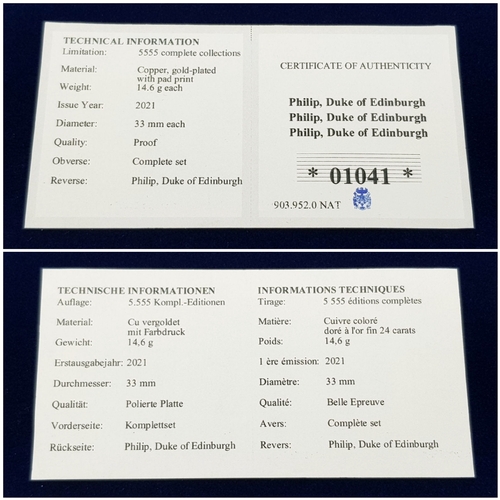 TECHNICAL INFORMATION
Limitation: 5555 complete collections
Material: Copper, gold-plated
with pad print
Weight: 14.6 g each
Issue Year: 2021
Diameter: 33 mm each
Quality: Proof
Obverse: Complete set
Reverse: Philip, Duke of Edinburgh
CERTIFICATE OF AUTHENTICITY
Philip, Duke of Edinburgh
Philip, Duke of Edinburgh
Philip, Duke of Edinburgh
* 01041 *
903.952.0 NAT
TECHNISCHE INFORMATIONEN
Auflage: 5.555 Kompl.-Editionen
Material: Cu vergoldet
mit Farbdruck
Gewicht: 14,6 g
Erstausgabejahr: 2021
Durchmesser: 33 mm
Qualität: Polierte Platte
Vorderseite: Komplettset
Rückseite: Philip, Duke of Edinburgh
INFORMATIONS TECHNIQUES
Tirage: 5 555 éditions complètes
Matière: Cuivre coloré
doré à l'or fin 24 carats
Poids: 14,6 g
1 ère émission: 2021
Diamètre: 33 mm
Qualité: Belle Epreuve
Avers: Complète set
Revers: Philip, Duke of Edinburgh